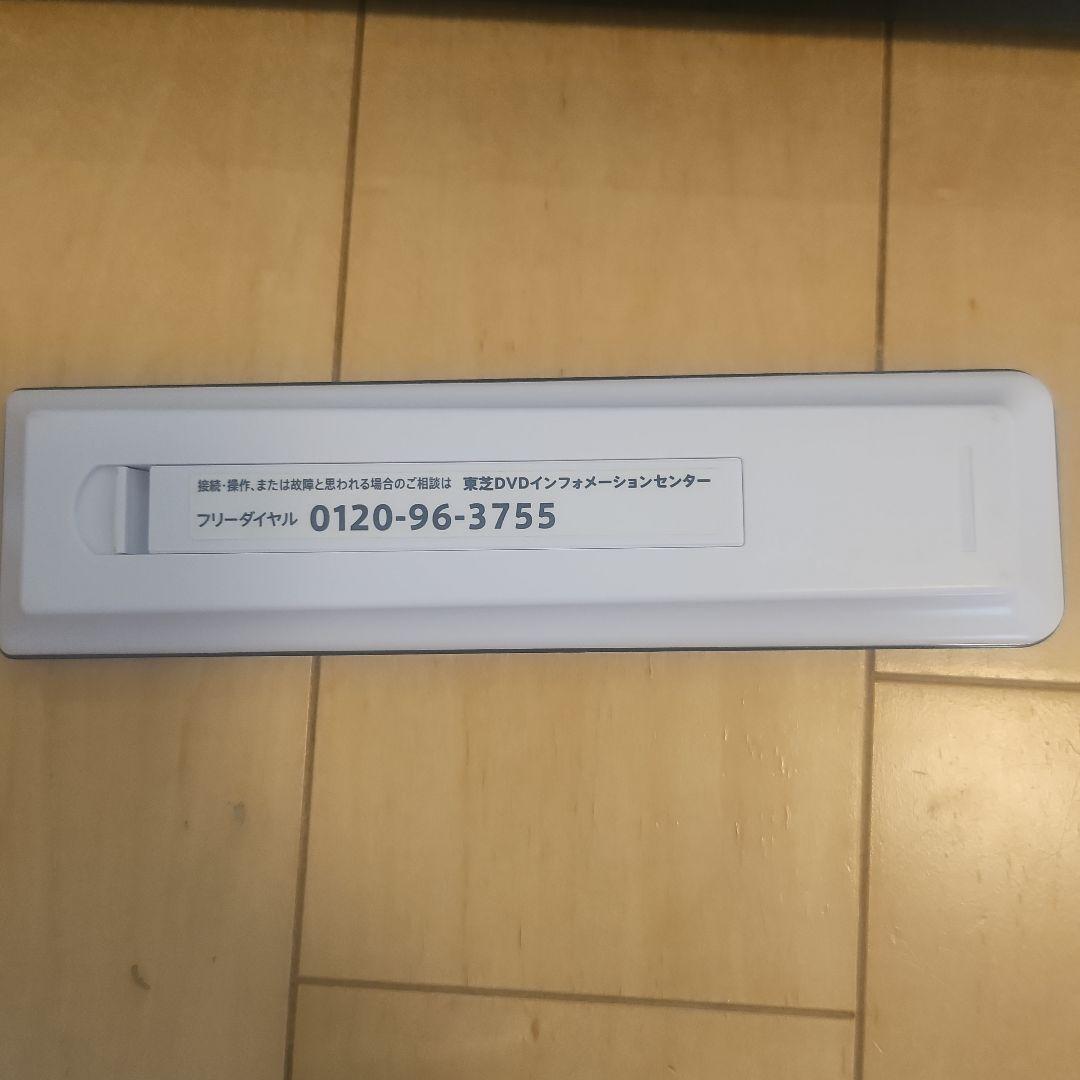 接続・操作、または故障と思われる場合のご相談は 東芝DVDインフォメーションセンター
フリーダイヤル 0120-96-3755